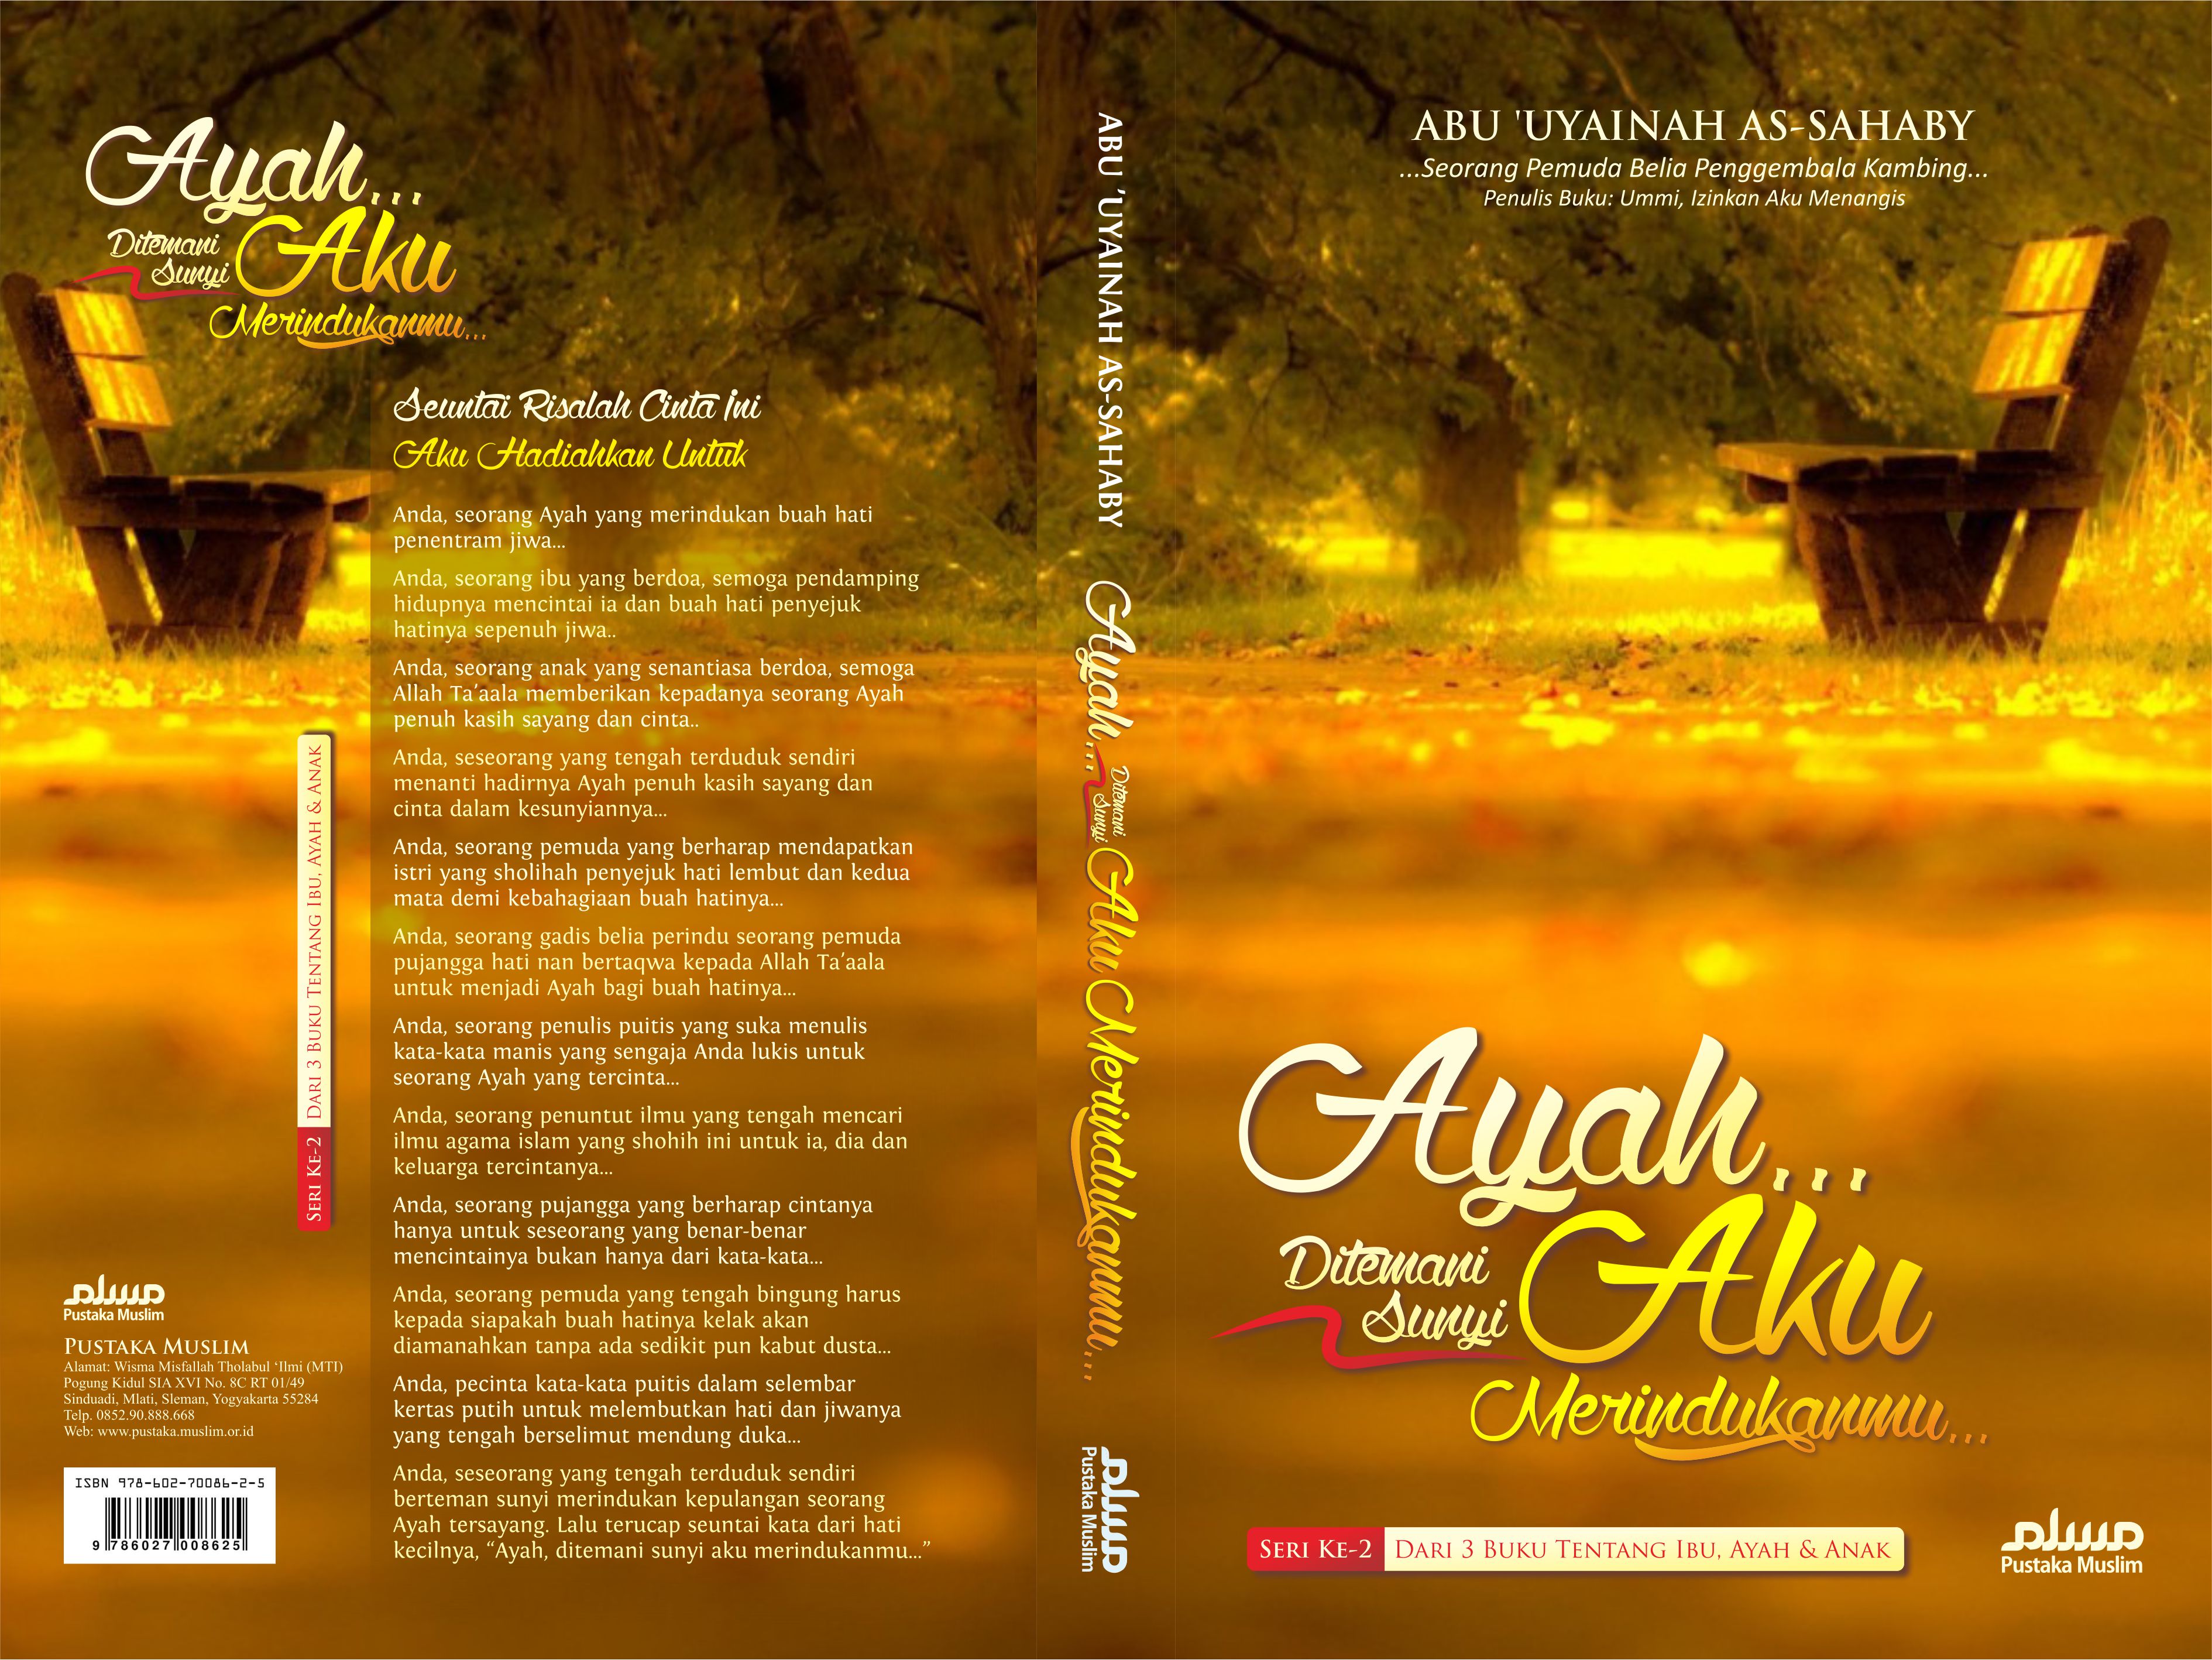 Ayah...
Ditemani
Sunyi
Aku
Merindukanmu...
Seuntai Risalah Cinta Ini
Aku Hadiahkan Untuk
Anda, seorang Ayah yang merindukan buah hati
penentram jiwa...
Anda, seorang ibu yang berdoa, semoga pendamping
hidupnya mencintai ia dan buah hati penyejuk
hatinya sepenuh jiwa..
Anda, seorang anak yang senantiasa berdoa, semoga
Allah Ta’aala memberikan kepadanya seorang Ayah
penuh kasih sayang dan cinta..
Anda, seseorang yang tengah terduduk sendiri
menanti hadirnya Ayah penuh kasih sayang dan
cinta dalam kesunyiannya...
Anda, seorang pemuda yang berharap mendapatkan
istri yang sholihah penyejuk hati lembut dan kedua
mata demi kebahagiaan buah hatinya...
Anda, seorang gadis belia perindu seorang pemuda
pujangga hati nan bertaqwa kepada Allah Ta’aala
untuk menjadi Ayah bagi buah hatinya...
Anda, seorang penulis puitis yang suka menulis
kata-kata manis yang sengaja Anda lukis untuk
seorang Ayah yang tercinta...
Anda, seorang penuntut ilmu yang tengah mencari
ilmu agama islam yang shohih ini untuk ia, dia dan
keluarga tercintanya...
Anda, seorang pujangga yang berharap cintanya
hanya untuk seseorang yang benar-benar
mencintainya bukan hanya dari kata-kata...
Anda, seorang pemuda yang tengah bingung harus
kepada siapakah buah hatinya kelak akan
diamanahkan tanpa ada sedikit pun kabut dusta...
Anda, pecinta kata-kata puitis dalam selembar
kertas putih untuk melembutkan hati dan jiwanya
yang tengah berselimut mendung duka...
Anda, seseorang yang tengah terduduk sendiri
berteman sunyi merindukan kepulangan seorang
Ayah tersayang. Lalu terucap seuntai kata dari hati
kecilnya, “Ayah, ditemani sunyi aku merindukanmu...”
SERI KE-2 DARI 3 BUKU TENTANG IBU, AYAH & ANAK
مسلم
Pustaka Muslim
PUSTAKA MUSLIM
Alamat: Wisma Misfallah Tholabul ‘Ilmi (MTI)
Pogung Kidul SIA XVI No. 8C RT 01/49
Sinduadi, Mlati, Sleman, Yogyakarta 55284
Telp. 0852.90.888.668
Web: www.pustaka.muslim.or.id
ISBN 978-602-70086-2-5
9 786027 008625
ABU 'UYAINAH AS-SAHABY
Ayah...
Ditemani
Sunyi
Aku Merindukanmu...
مسلم
Pustaka Muslim
ABU 'UYAINAH AS-SAHABY
...Seorang Pemuda Belia Penggembala Kambing...
Penulis Buku: Ummi, Izinkan Aku Menangis
Ayah...
Ditemani
Sunyi
Aku
Merindukanmu...
SERI KE-2 DARI 3 BUKU TENTANG IBU, AYAH & ANAK
مسلم
Pustaka Muslim